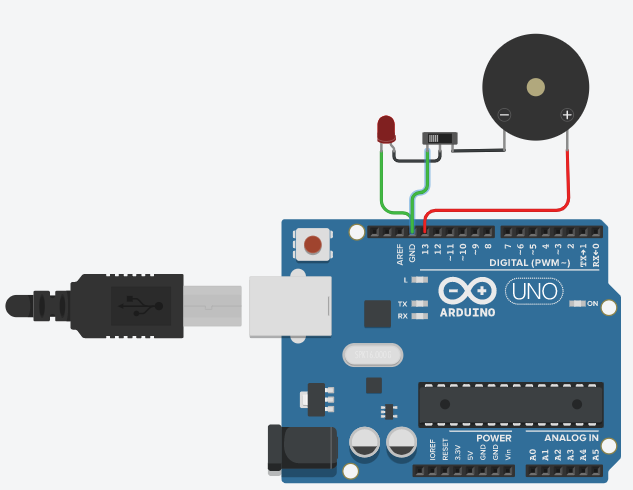 − +
AREF
GND
13
12
~11
~10
~9
8
7
~6
~5
4
~3
2
TX→1
RX←0
DIGITAL (PWM~)
L
TX
RX
− +
UNO
ON
ARDUINO
POWER
ANALOG IN
IOREF
RESET
3.3V
5V
GND
GND
Vin
A0
A1
A2
A3
A4
A5